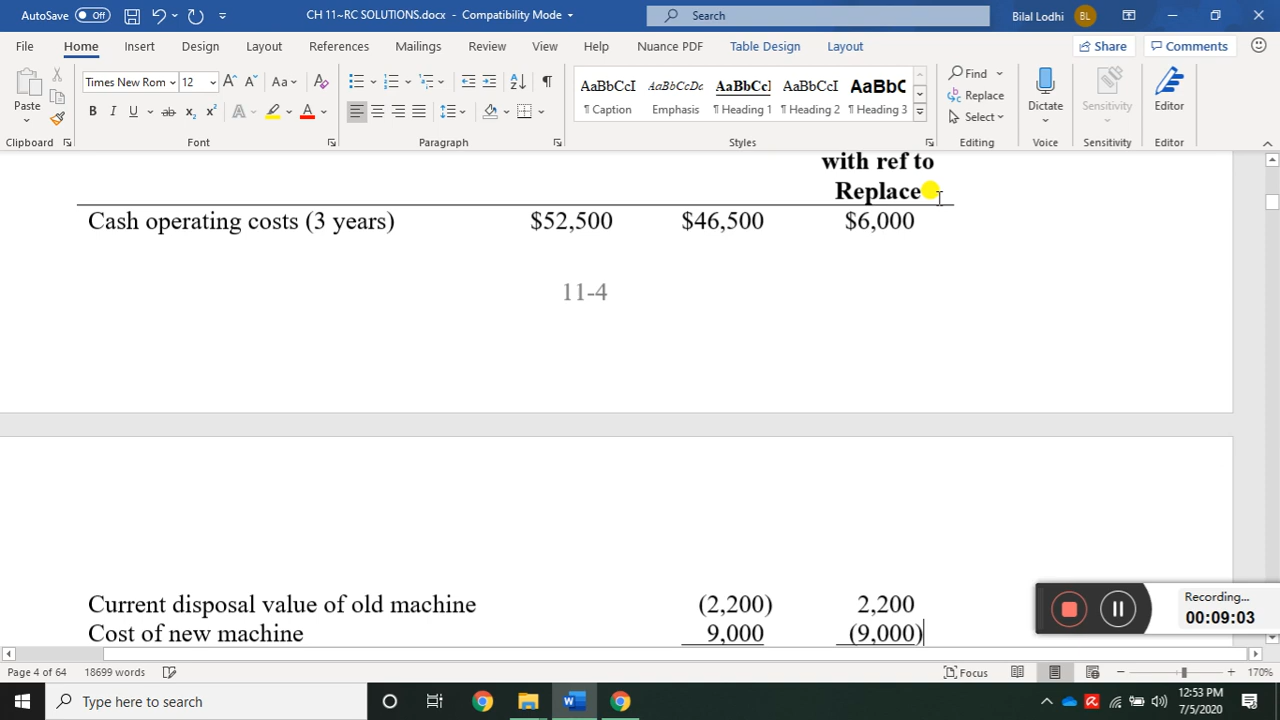 AutoSave Off CH 11~RC SOLUTIONS.docx - Compatibility Mode Search Bilal Lodhi BL
File Home Insert Design Layout References Mailings Review View Help Nuance PDF Table Design Layout Share Comments
Paste Times New Rom 12 Aa AaBbCcI AaBbCcDc AaBbCcI AaBbCcI AaBbC Find Replace Select Dictate Sensitivity Editor
B I U ab x₂ x² A A ¶ Caption Emphasis ¶ Heading 1 ¶ Heading 2 ¶ Heading 3
Clipboard Font Paragraph Styles Editing Voice Sensitivity Editor
with ref to
Replace
Cash operating costs (3 years) $52,500 $46,500 $6,000
11-4
Current disposal value of old machine (2,200) 2,200
Cost of new machine 9,000 (9,000)
Recording...
00:09:03
Page 4 of 64 18699 words Focus 170%
Type here to search 12:53 PM
7/5/2020